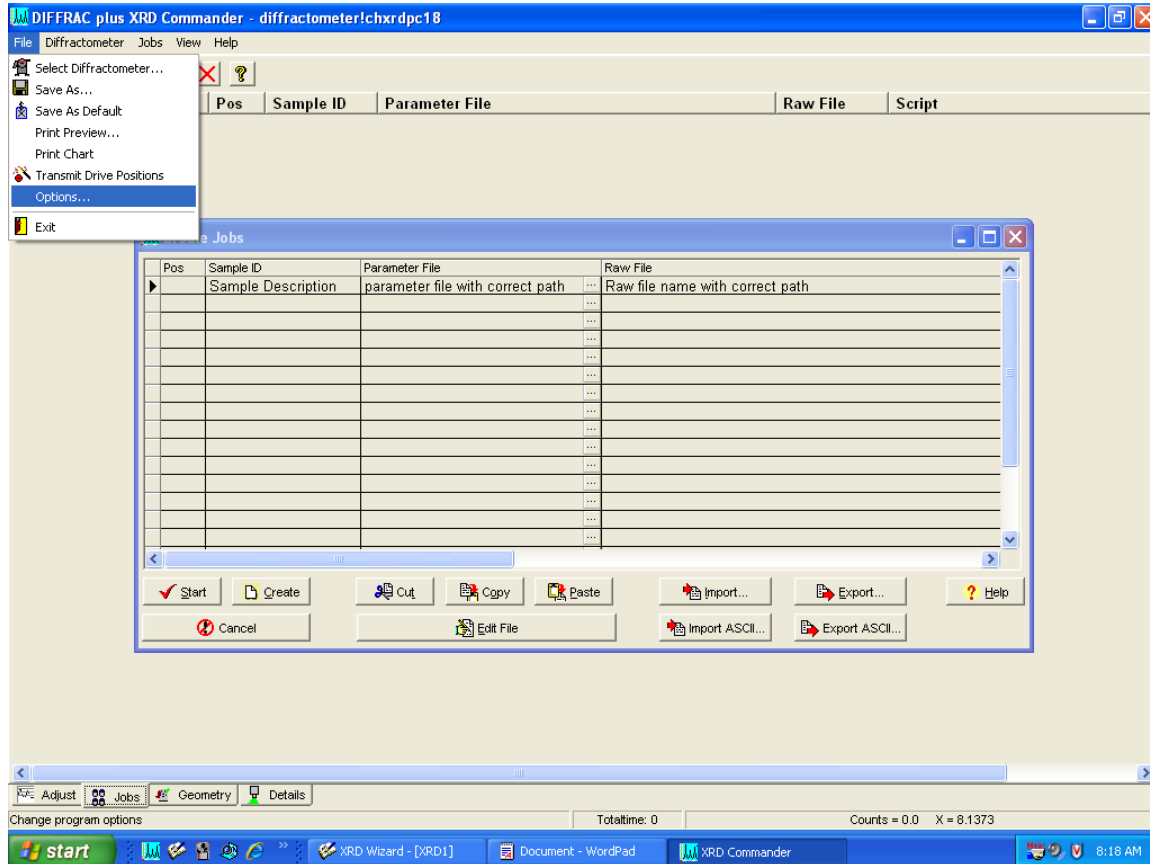 DIFFRAC plus XRD Commander - diffractometer!chxrdpc18
File Diffractometer Jobs View Help
Select Diffractometer...
Save As...
Save As Default
Print Preview...
Print Chart
Transmit Drive Positions
Options...
Exit
Pos Sample ID Parameter File Raw File Script
Jobs
Pos Sample ID Parameter File Raw File
Sample Description parameter file with correct path ... Raw file name with correct path
...
...
...
...
...
...
...
...
...
...
...
...
...
...
Start Create Cut Copy Paste Import... Export... Help
Cancel Edit File Import ASCII... Export ASCII...
Adjust Jobs Geometry Details
Change program options Totaltime: 0 Counts = 0.0 X = 8.1373
start XRD Wizard - [XRD1] Document - WordPad XRD Commander 8:18 AM